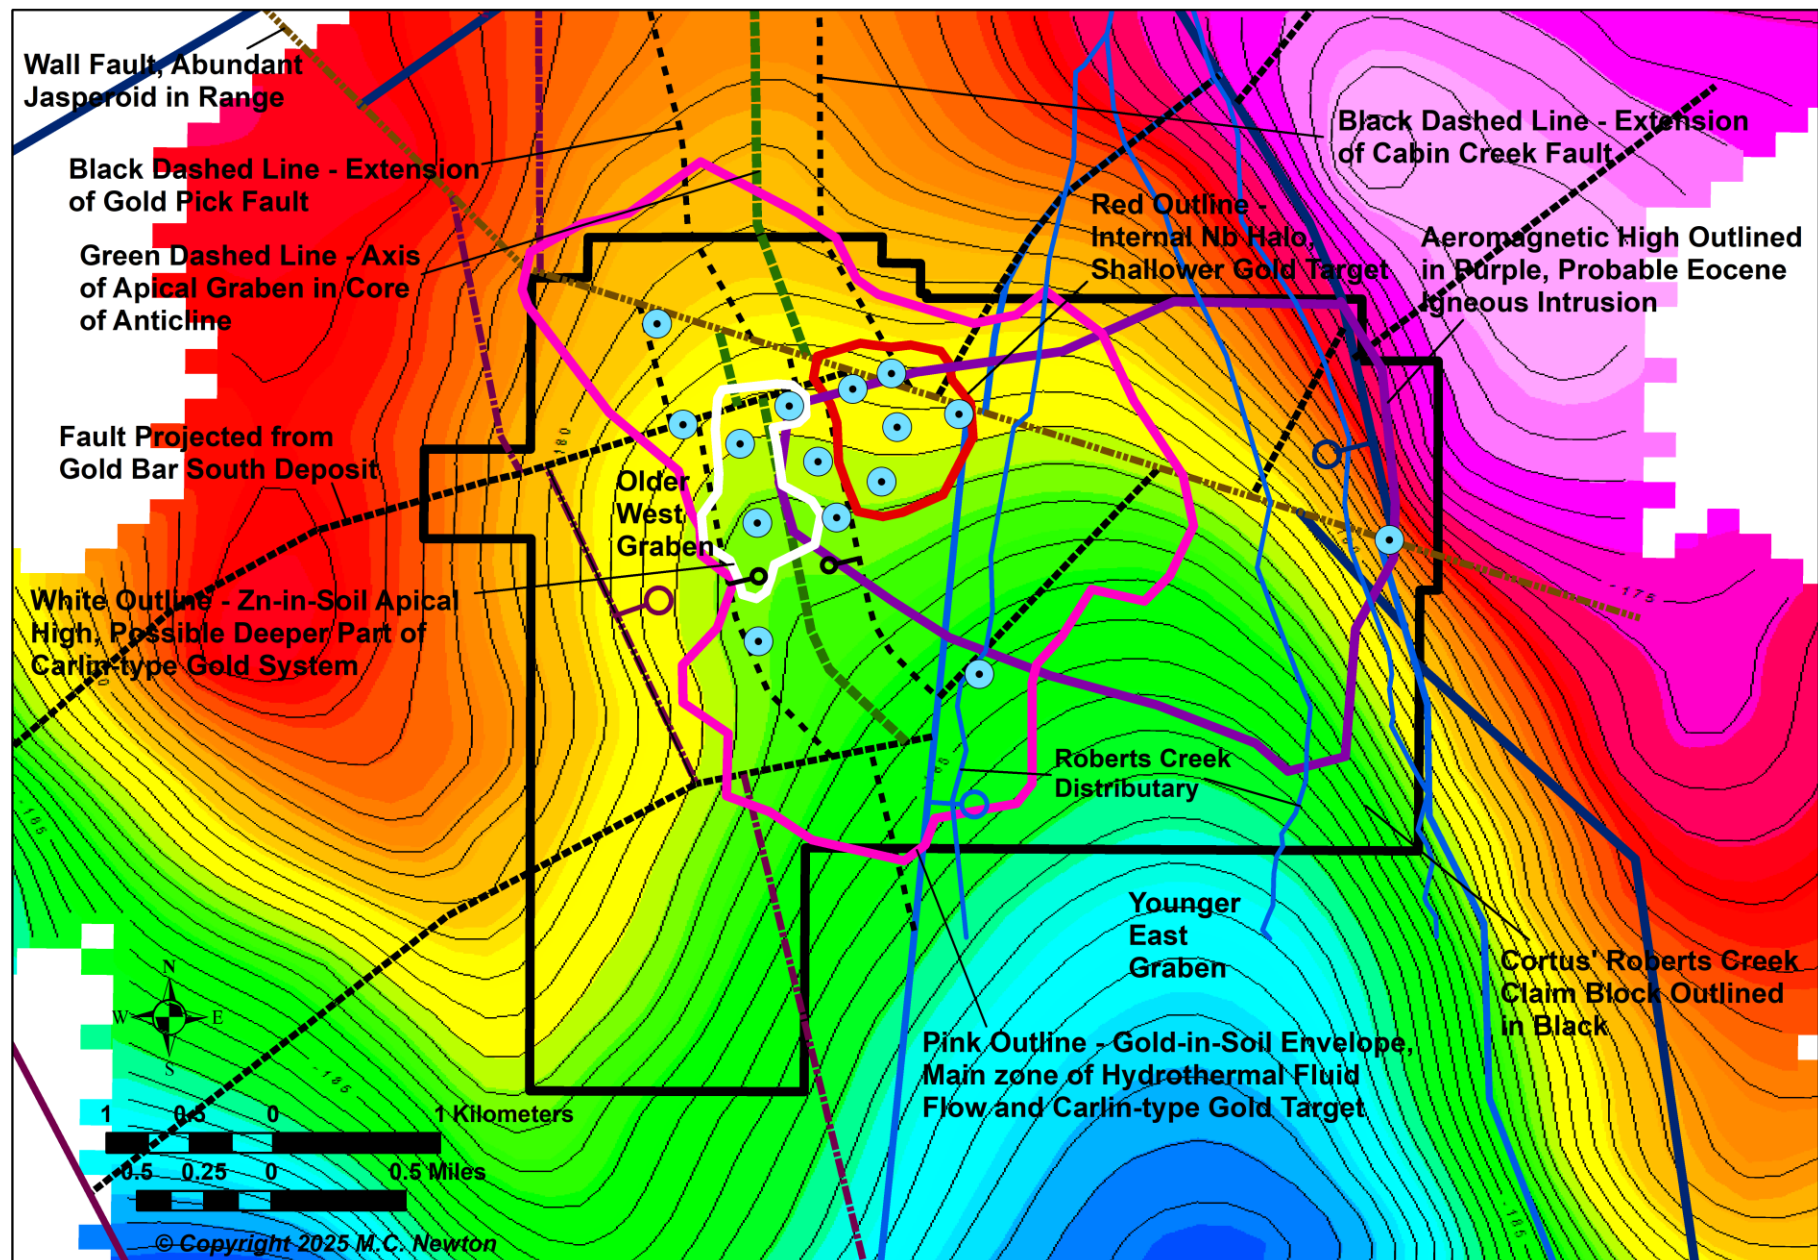 Wall Fault, Abundant
Jasperoid in Range
Black Dashed Line - Extension
of Gold Pick Fault
Green Dashed Line - Axis
of Apical Graben in Core
of Anticline
Fault Projected from
Gold Bar South Deposit
White Outline - Zn-in-Soil Apical
High, Possible Deeper Part of
Carlin-type Gold System
Older
West
Graben
Black Dashed Line - Extension
of Cabin Creek Fault
Red Outline -
Internal Nb Halo,
Shallower Gold Target
Aeromagnetic High Outlined
in Purple, Probable Eocene
Igneous Intrusion
Roberts Creek
Distributary
Younger
East
Graben
Cortus' Roberts Creek
Claim Block Outlined
in Black
Pink Outline - Gold-in-Soil Envelope,
Main zone of Hydrothermal Fluid
Flow and Carlin-type Gold Target
180
-175
-185
-185
-185
N
W E
S
1 0.5 0 1 Kilometers
0.5 0.25 0 0.5 Miles
© Copyright 2025 M.C. Newton